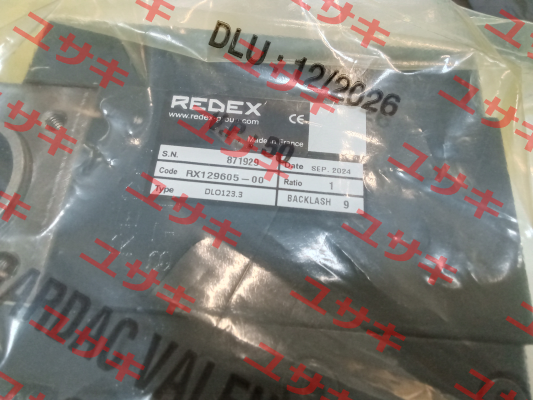 DLU : 12/2026
REDEX
CE
www.redex-group.com
Made in France
S.N. 871929 Date SEP. 2024
Code RX129605-00 Ratio 1
Type DLO123.3 BACKLASH 9
ユサキ